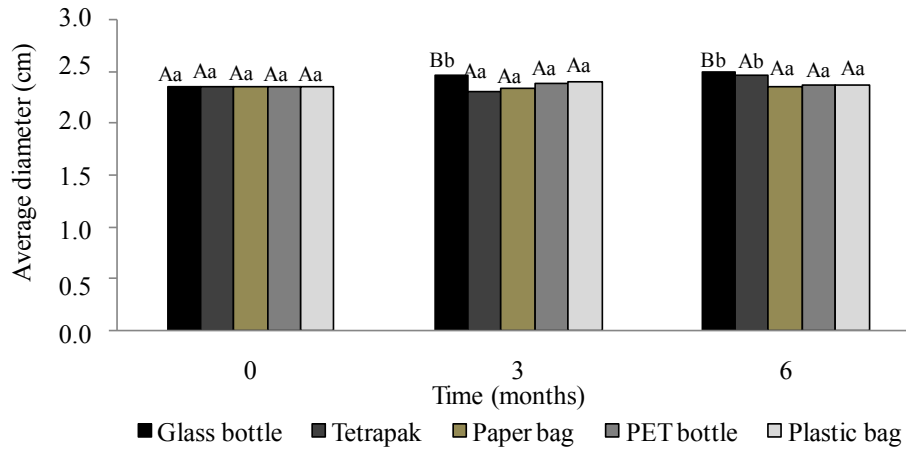 3.0
2.5
2.0
1.5
1.0
0.5
0.0
Average diameter (cm)
Aa Aa Aa Aa Aa
Bb Aa Aa Aa Aa
Bb Ab Aa Aa Aa
0 3 6
Time (months)
Glass bottle Tetrapak Paper bag PET bottle Plastic bag